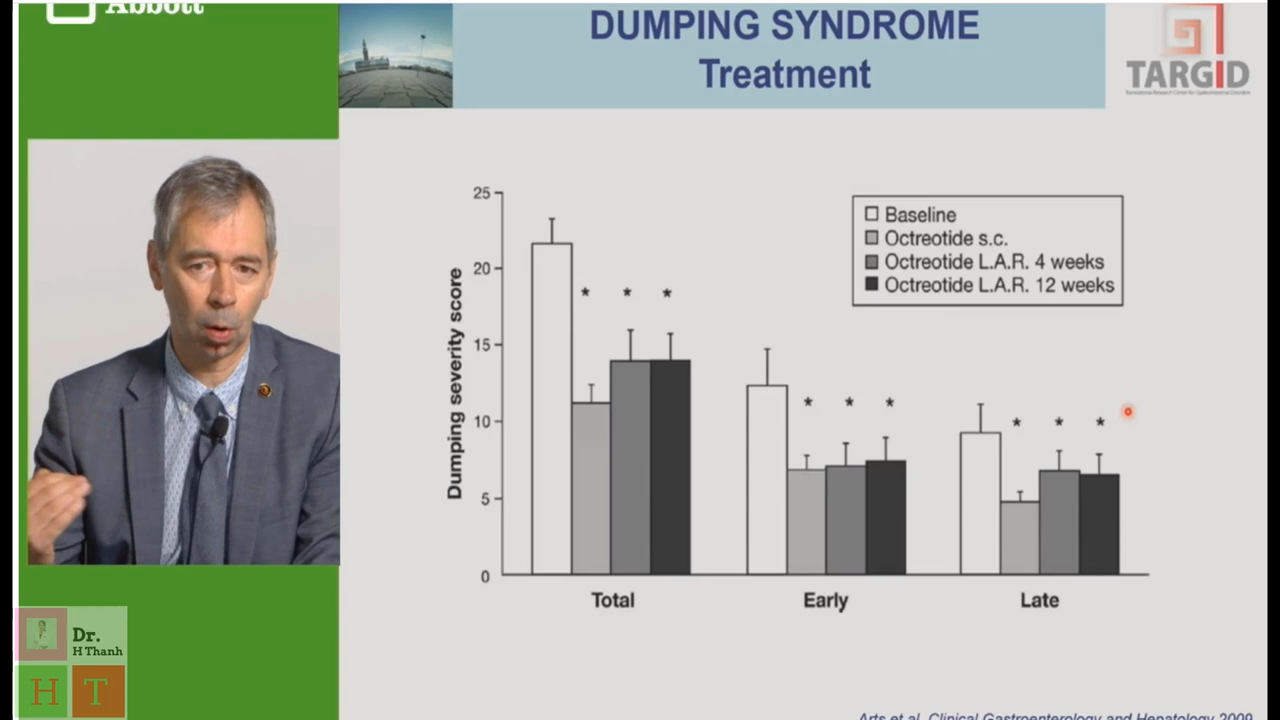 Abbott
DUMPING SYNDROME
Treatment
TARGID
25
20
15
10
5
0
Dumping severity score
Baseline
Octreotide s.c.
Octreotide L.A.R. 4 weeks
Octreotide L.A.R. 12 weeks
* * *
* * *
* * *
Total
Early
Late
Dr.
H Thanh
H T
Arts et al, Clinical Gastroenterology and Hepatology 2009